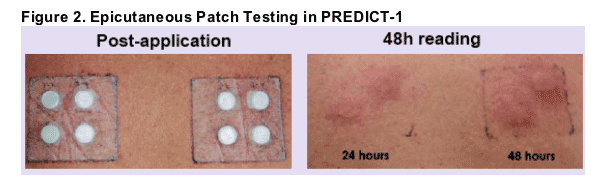 Figure 2. Epicutaneous Patch Testing in PREDICT-1
Post-application
48h reading
24 hours
48 hours